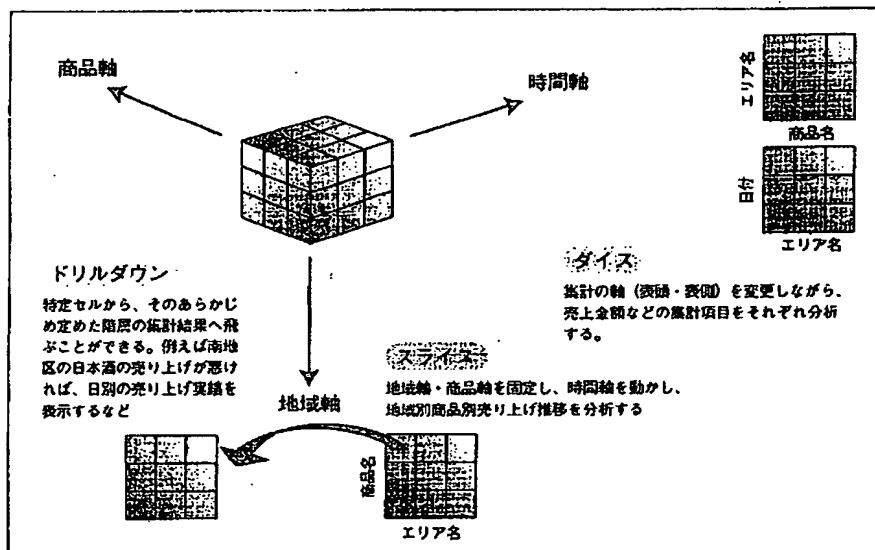 商品軸
時間軸
エリア名
商品名
日付
エリア名
ドリルダウン
特定セルから、そのあらかじ
め定めた階層の集計結果へ飛
ぶことができる。例えば南地
区の日本酒の売り上げが悪け
れば、日別の売り上げ実績を
表示するなど
ダイス
集計の軸（表頭・表側）を変更しながら、
売上金額などの集計項目をそれぞれ分析
する。
スライス
地域軸・商品軸を固定し、時間軸を動かし、
地域別商品別売り上げ推移を分析する
地域軸
商品名
エリア名